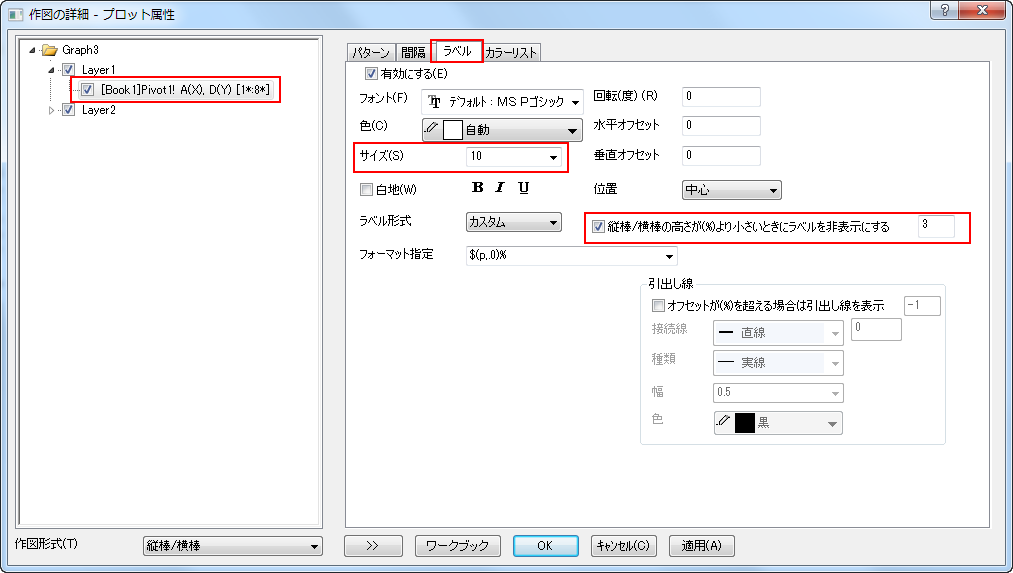 作図の詳細 - プロット属性
Graph3
Layer1
[Book1]Pivot1! A(X), D(Y) [1*:8*]
Layer2
パターン 間隔 ラベル カラーリスト
有効にする(E)
フォント(F) デフォルト: MS Pゴシック 回転(度) (R) 0
色(C) 自動 水平オフセット 0
サイズ(S) 10 垂直オフセット 0
白地(W) B I U 位置 中心
ラベル形式 カスタム 縦棒/横棒の高さが(%)より小さいときにラベルを非表示にする 3
フォーマット指定 $(p,.0)%
引出し線
オフセットが(%)を超える場合は引出し線を表示 -1
接続線 直線 0
種類 実線
幅 0.5
色 黒
作図形式(T) 縦棒/横棒 >> ワークブック OK キャンセル(C) 適用(A)